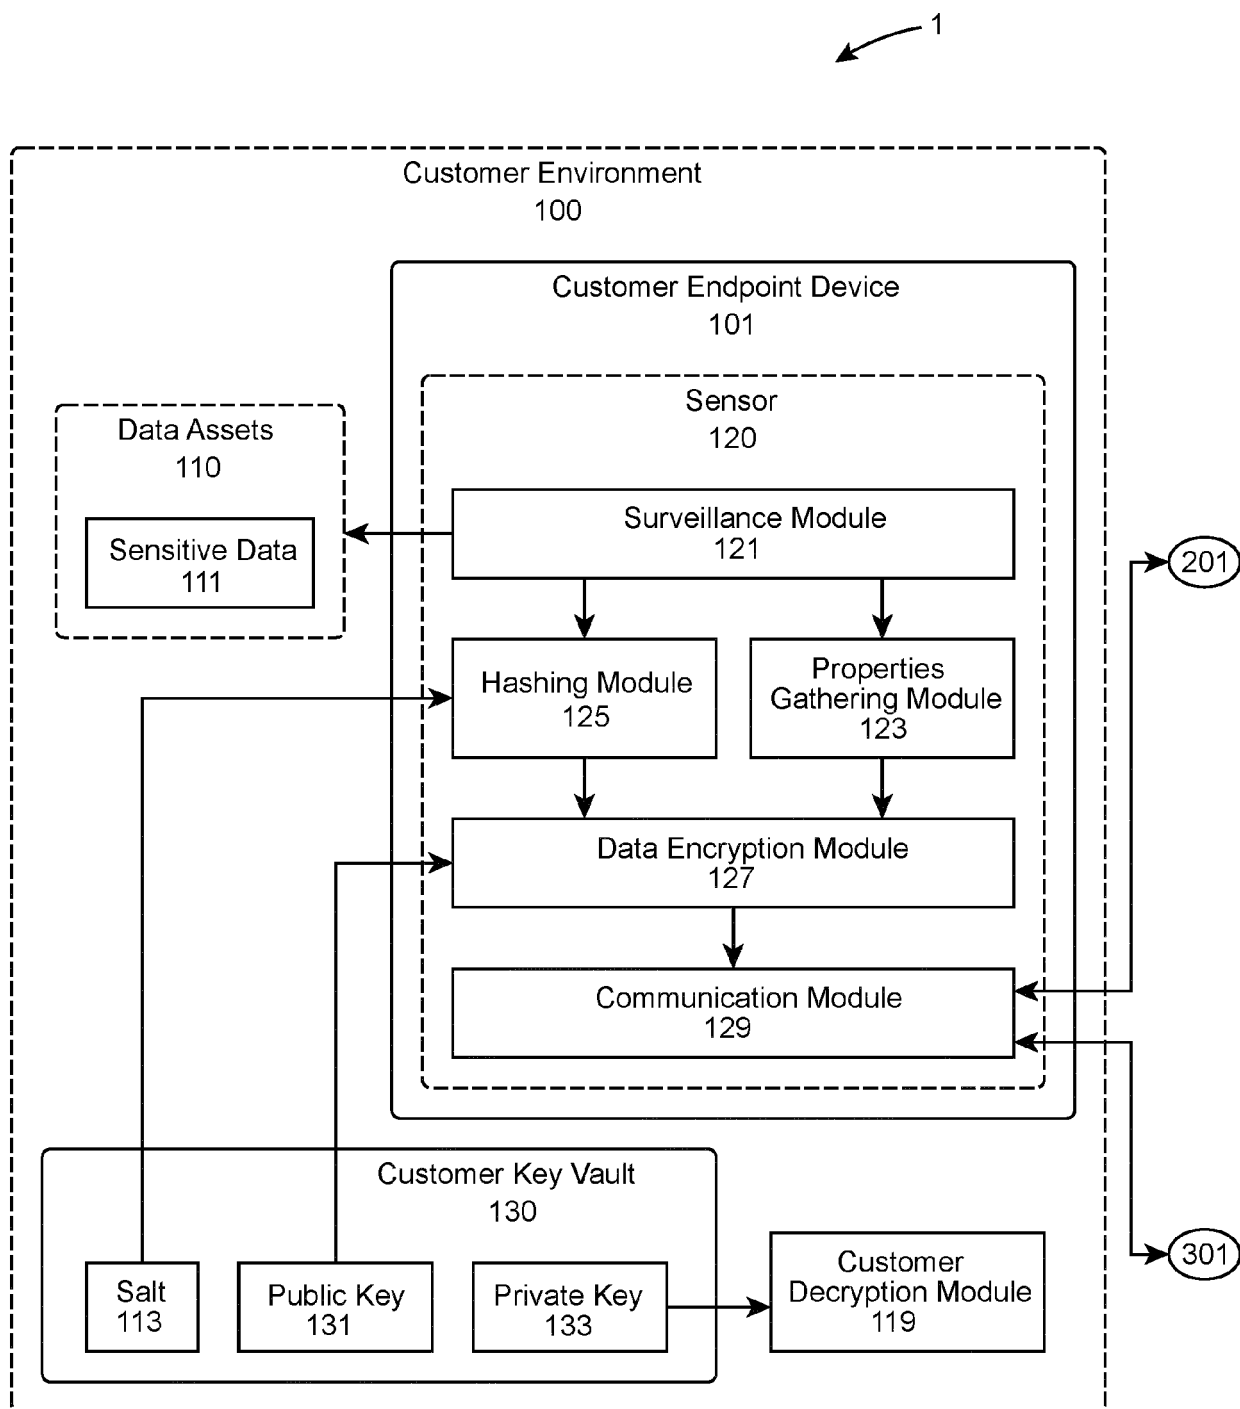 1
Customer Environment
100
Customer Endpoint Device
101
Sensor
120
Data Assets
110
Sensitive Data
111
Surveillance Module
121
201
Hashing Module
125
Properties
Gathering Module
123
Data Encryption Module
127
Communication Module
129
Customer Key Vault
130
Salt
113
Public Key
131
Private Key
133
Customer
Decryption Module
119
301